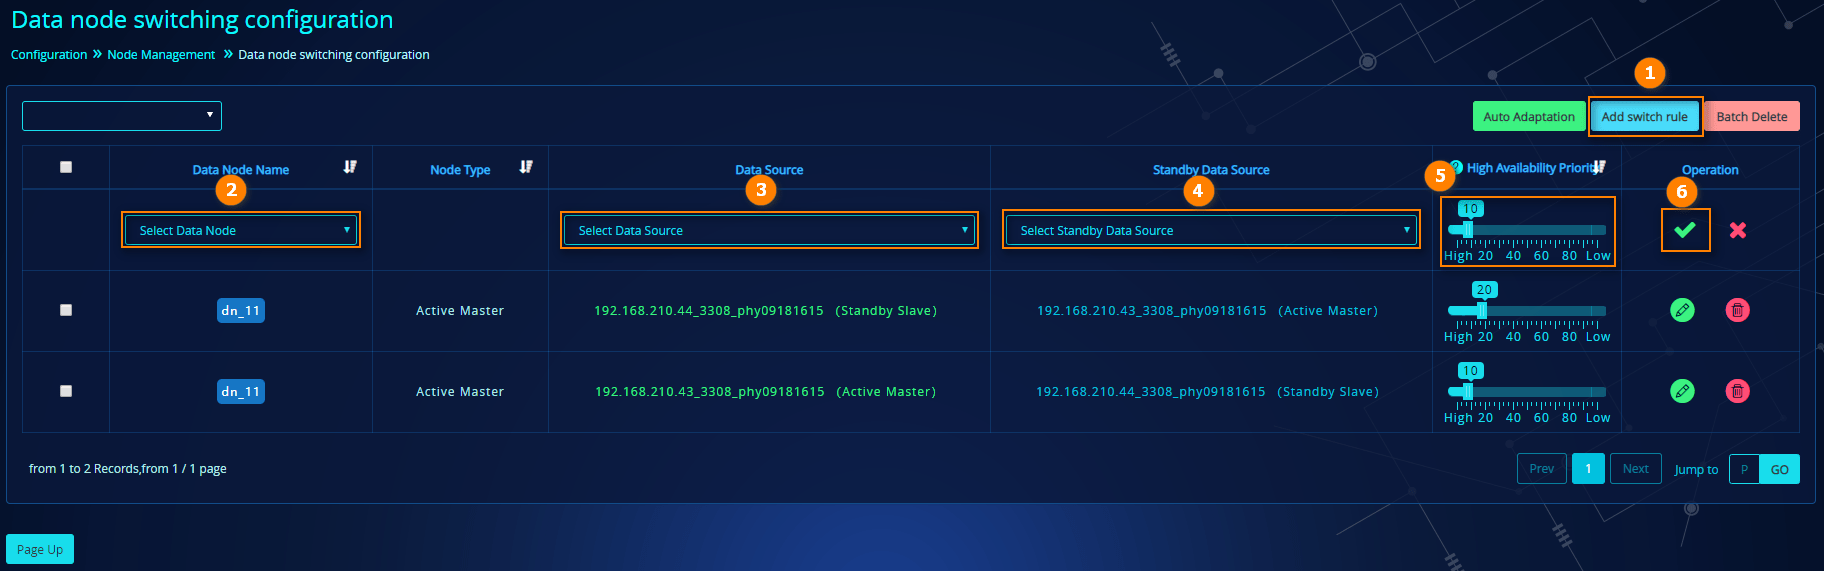 Data node switching configuration
Configuration » Node Management » Data node switching configuration
1
Auto Adaptation Add switch rule Batch Delete
Data Node Name Node Type Data Source Standby Data Source High Availability Priority Operation
2 3 4 5 6
Select Data Node Select Data Source Select Standby Data Source 10
High 20 40 60 80 Low
dn_11 Active Master 192.168.210.44_3308_phy09181615 (Standby Slave) 192.168.210.43_3308_phy09181615 (Active Master) 20
High 20 40 60 80 Low
dn_11 Active Master 192.168.210.43_3308_phy09181615 (Active Master) 192.168.210.44_3308_phy09181615 (Standby Slave) 10
High 20 40 60 80 Low
from 1 to 2 Records,from 1 / 1 page Prev 1 Next Jump to P GO
Page Up